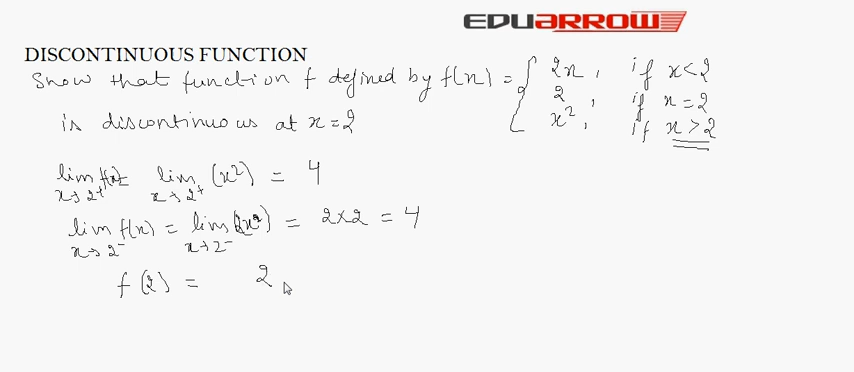 EDUARROW
DISCONTINUOUS FUNCTION
Show that function f defined by f(x) = { 2x, if x<2
2, if x=2
x², if x>2
is discontinuous at x=2
lim x→2⁺ f(x) = lim x→2⁺ (x²) = 4
lim x→2⁻ f(x) = lim x→2⁻ (2x) = 2×2 = 4
f(2) = 2